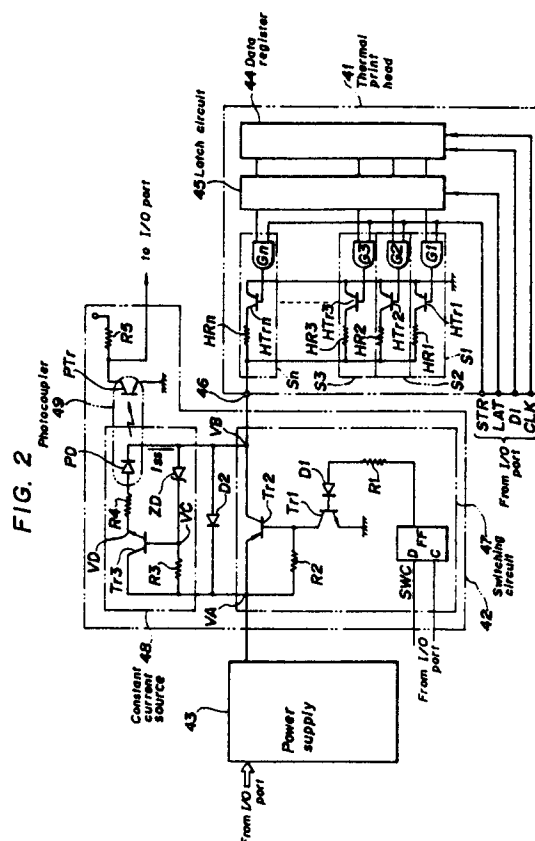 FIG. 2
Photocoupler
49
PTr
R5
to I/O port
PD
R4
VD
Tr3
Iss
ZD
VC
R3
D2
48
Constant
current
source
VA
VB
46
43
Power
supply
From I/O
port
Tr2
Tr1
D1
R2
R1
SWC
D FF
C
From I/O
port
47
Switching
circuit
42
44 Data
register
45 Latch circuit
41
Thermal
print
head
Gn
G3
G2
G1
HRn
HTrn
Sn
HR3
HTr3
S3
HR2
HTr2
S2
HR1
HTr1
S1
STR
LAT
DI
CLK
From I/O
port